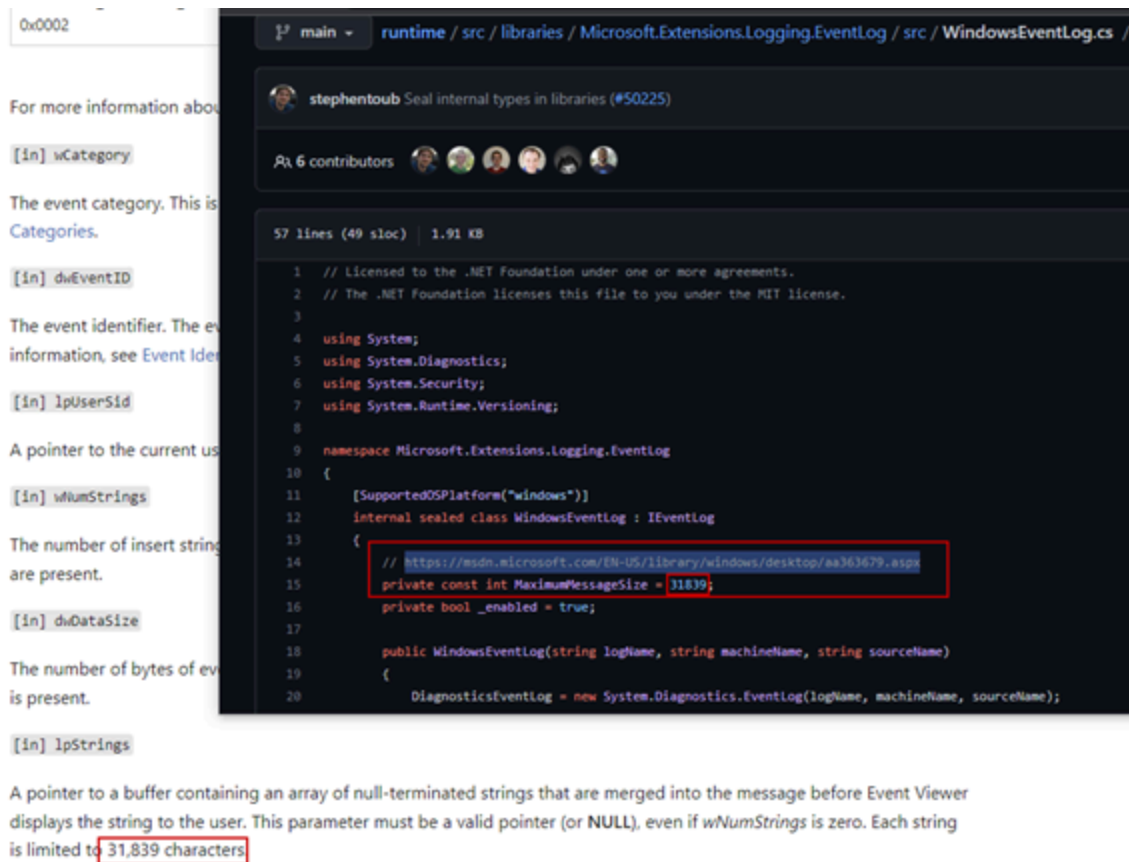 0x0002
For more information abou
[in] wCategory
The event category. This is
Categories.
[in] dwEventID
The event identifier. The ev
information, see Event Iden
[in] lpUserSid
A pointer to the current us
[in] wNumStrings
The number of insert string
are present.
[in] dwDataSize
The number of bytes of eve
is present.
[in] lpStrings
A pointer to a buffer containing an array of null-terminated strings that are merged into the message before Event Viewer
displays the string to the user. This parameter must be a valid pointer (or NULL), even if wNumStrings is zero. Each string
is limited to 31,839 characters
main
runtime / src / libraries / Microsoft.Extensions.Logging.EventLog / src / WindowsEventLog.cs /
stephentoub Seal internal types in libraries (#50225)
6 contributors
57 lines (49 sloc) | 1.91 KB
1 // Licensed to the .NET Foundation under one or more agreements.
2 // The .NET Foundation licenses this file to you under the MIT license.
3
4 using System;
5 using System.Diagnostics;
6 using System.Security;
7 using System.Runtime.Versioning;
8
9 namespace Microsoft.Extensions.Logging.EventLog
10 {
11 [SupportedOSPlatform("windows")]
12 internal sealed class WindowsEventLog : IEventLog
13 {
14 // https://msdn.microsoft.com/EN-US/library/windows/desktop/aa363679.aspx
15 private const int MaximumMessageSize = 31839;
16 private bool _enabled = true;
17
18 public WindowsEventLog(string logName, string machineName, string sourceName)
19 {
20 DiagnosticsEventLog = new System.Diagnostics.EventLog(logName, machineName, sourceName);